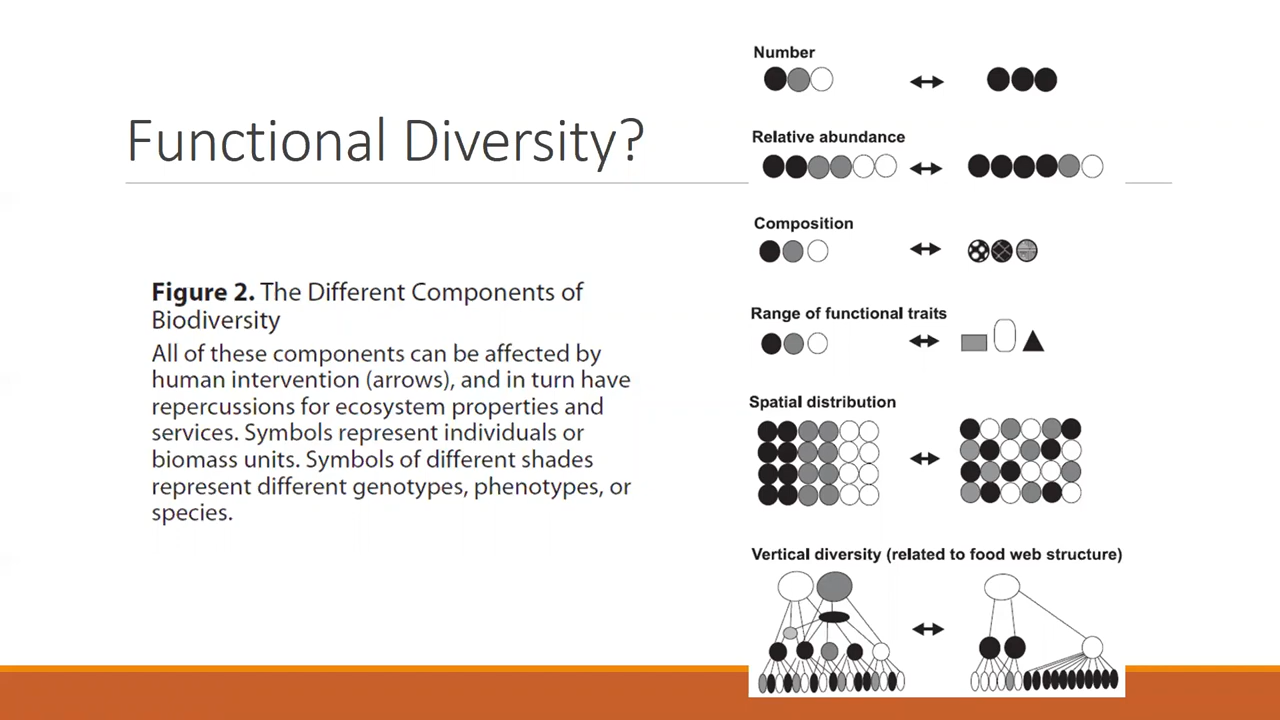 Functional Diversity?
Figure 2. The Different Components of
Biodiversity
All of these components can be affected by
human intervention (arrows), and in turn have
repercussions for ecosystem properties and
services. Symbols represent individuals or
biomass units. Symbols of different shades
represent different genotypes, phenotypes, or
species.
Number
Relative abundance
Composition
Range of functional traits
Spatial distribution
Vertical diversity (related to food web structure)